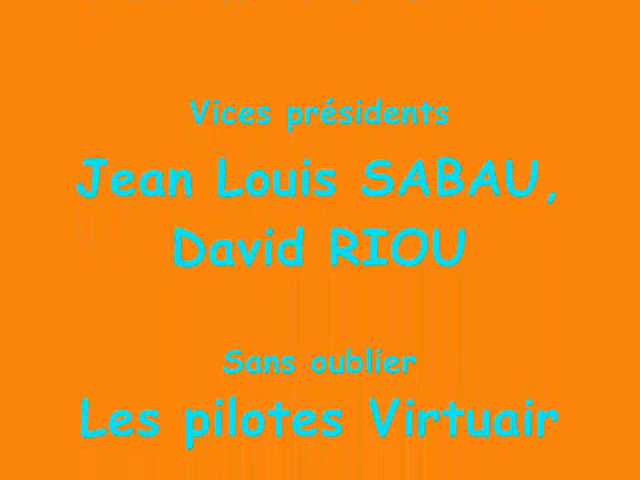 Vices présidents
Jean Louis SABAU,
David RIOU
Sans oublier
Les pilotes Virtuair